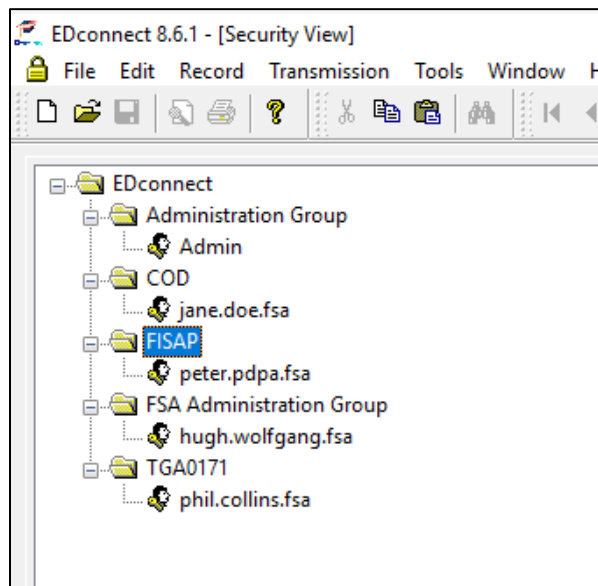 EDconnect 8.6.1 - [Security View]
File Edit Record Transmission Tools Window
EDconnect
Administration Group
Admin
COD
jane.doe.fsa
FISAP
peter.pdpa.fsa
FSA Administration Group
hugh.wolfgang.fsa
TGA0171
phil.collins.fsa